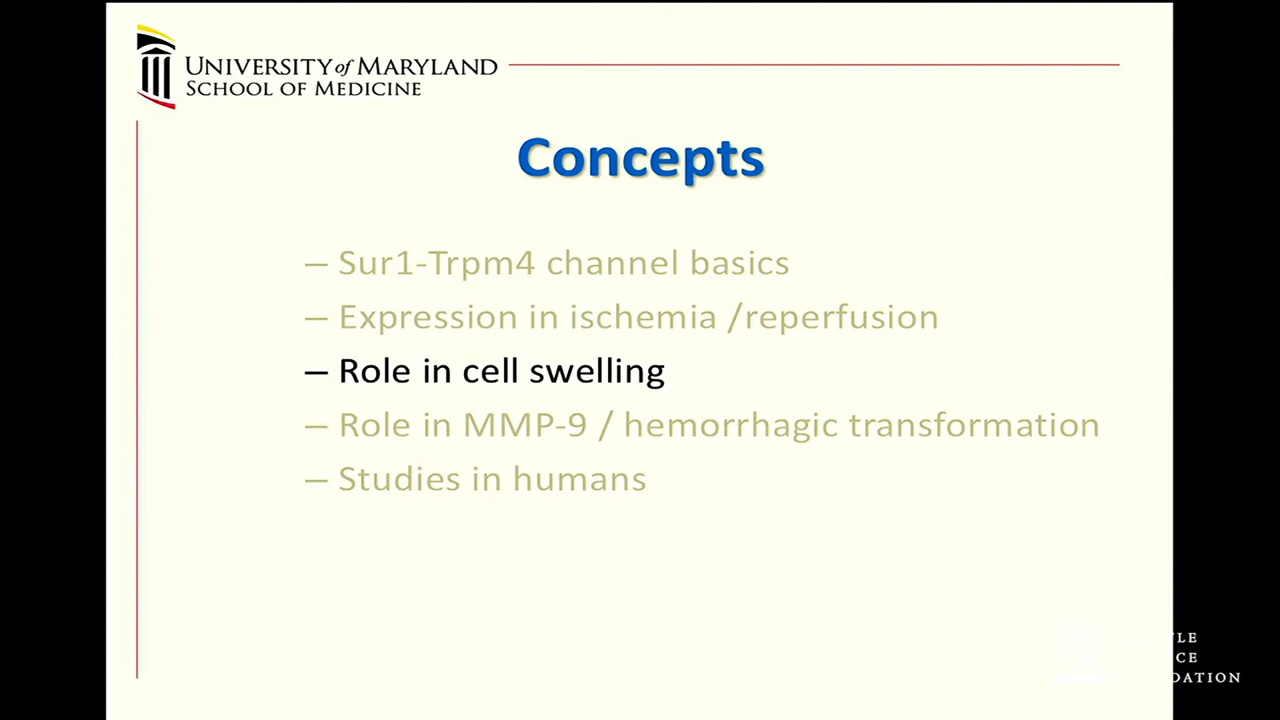 UNIVERSITY of MARYLAND
SCHOOL OF MEDICINE
Concepts
– Sur1-Trpm4 channel basics
– Expression in ischemia /reperfusion
– Role in cell swelling
– Role in MMP-9 / hemorrhagic transformation
– Studies in humans